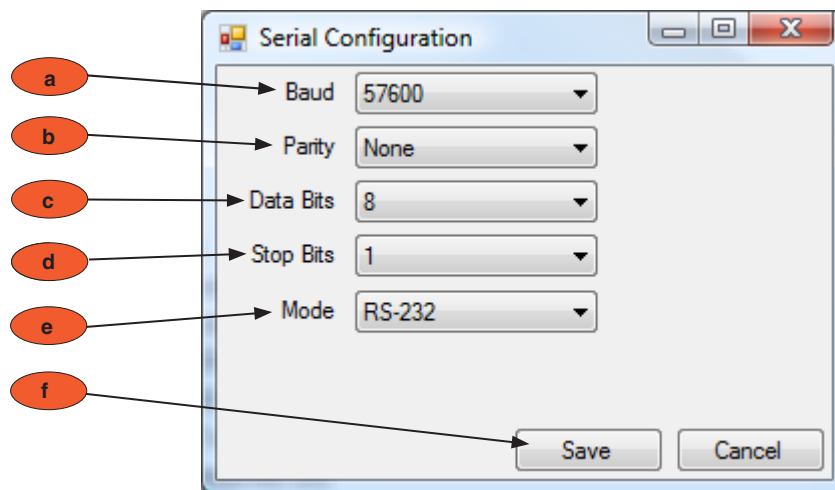 Serial Configuration
a
Baud 57600
b
Parity None
c
Data Bits 8
d
Stop Bits 1
e
Mode RS-232
f
Save Cancel